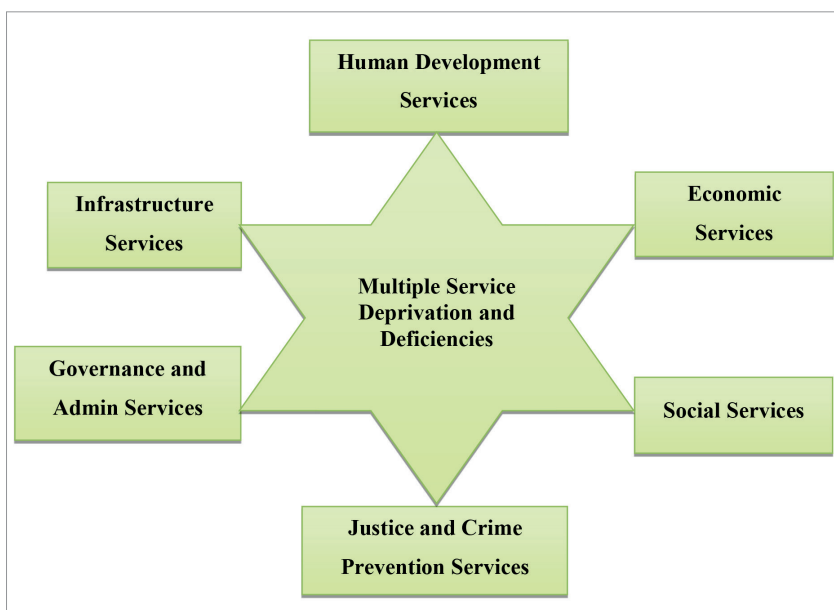 Human Development
Services
Infrastructure
Services
Economic
Services
Multiple Service
Deprivation and
Deficiencies
Governance and
Admin Services
Social Services
Justice and Crime
Prevention Services